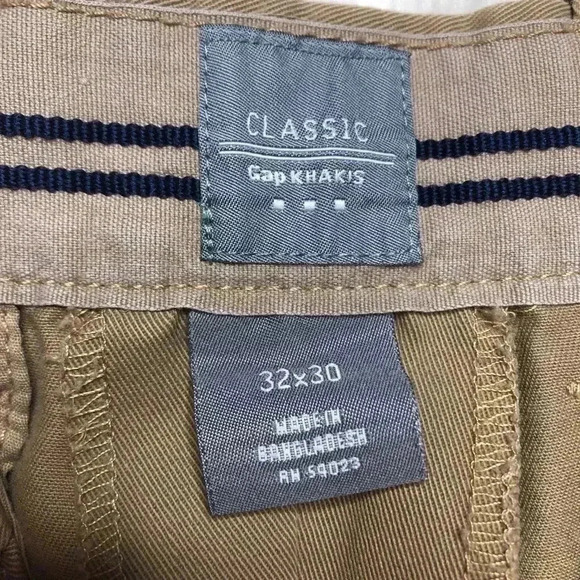 CLASSIC
Gap KHAKIS
32x30
MADE IN
BANGLADESH
RN 54023